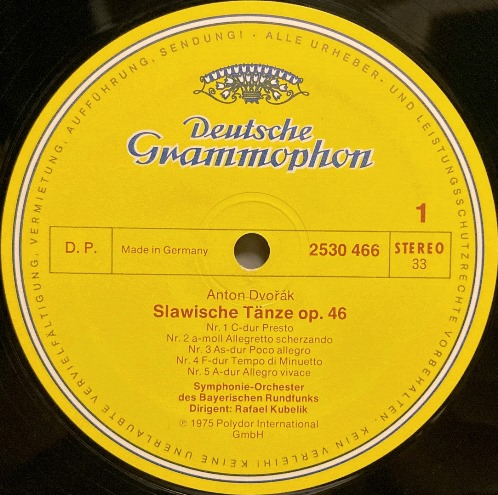 Deutsche
Grammophon
1
D. P.
Made in Germany
2530 466
STEREO
33
Anton Dvořák
Slawische Tänze op. 46
Nr. 1 C-dur Presto
Nr. 2 a-moll Allegretto scherzando
Nr. 3 As-dur Poco allegro
Nr. 4 F-dur Tempo di Minuetto
Nr. 5 A-dur Allegro vivace
Symphonie-Orchester
des Bayerischen Rundfunks
Dirigent: Rafael Kubelik
℗ 1975 Polydor International
GmbH
ALLE URHEBER- UND LEISTUNGSSCHUTZRECHTE VORBEHALTEN. KEIN VERLEIH! KEINE UNERLAUBTE VERVIELFÄLTIGUNG, VERMIETUNG, AUFFÜHRUNG, SENDUNG! ·